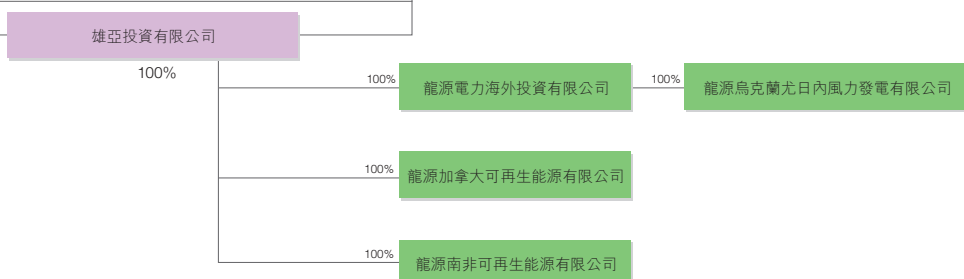 雄亞投資有限公司
100%
100%
龍源電力海外投資有限公司
100%
龍源烏克蘭尤日內風力發電有限公司
100%
龍源加拿大可再生能源有限公司
100%
龍源南非可再生能源有限公司